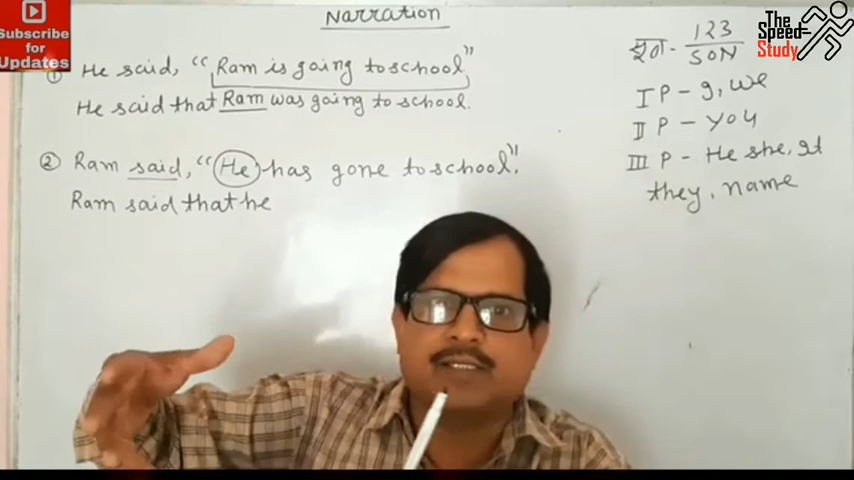 Subscribe
for
Updates
Narration
The
Speed
Study
① He said, "Ram is going to school"
He said that Ram was going to school.
② Ram said, "He has gone to school".
Ram said that he
सूत्र - 123
SON
I P - I, we
II P - you
III P - He she, It
they, name